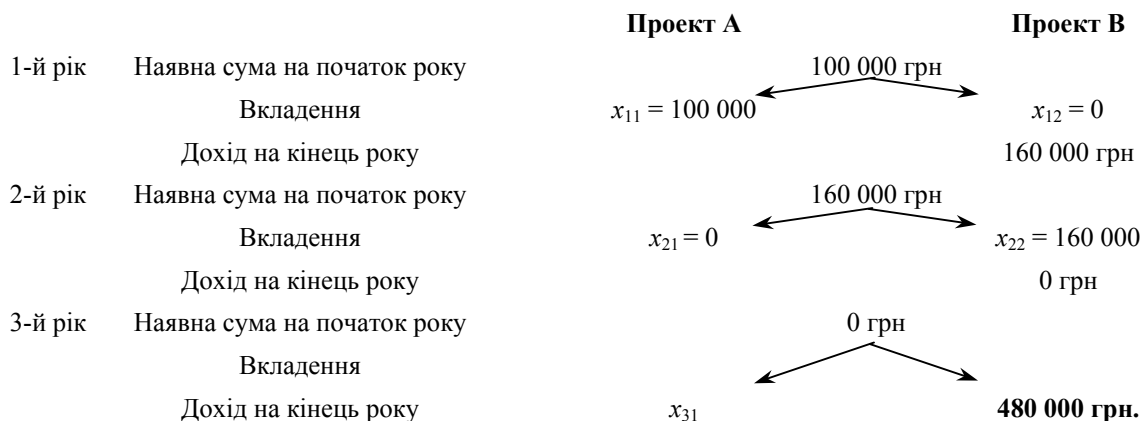 Проект А Проект В
1-й рік Наявна сума на початок року 100 000 грн
Вкладення x11 = 100 000 x12 = 0
Дохід на кінець року 160 000 грн
2-й рік Наявна сума на початок року 160 000 грн
Вкладення x21 = 0 x22 = 160 000
Дохід на кінець року 0 грн
3-й рік Наявна сума на початок року 0 грн
Вкладення
Дохід на кінець року x31 480 000 грн.